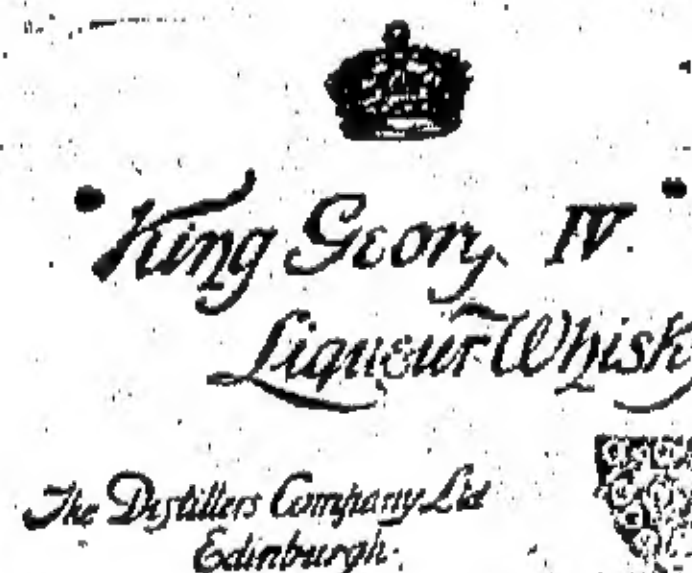 King George IV.
Liqueur Whisky
The Distillers Company Ltd
Edinburgh.